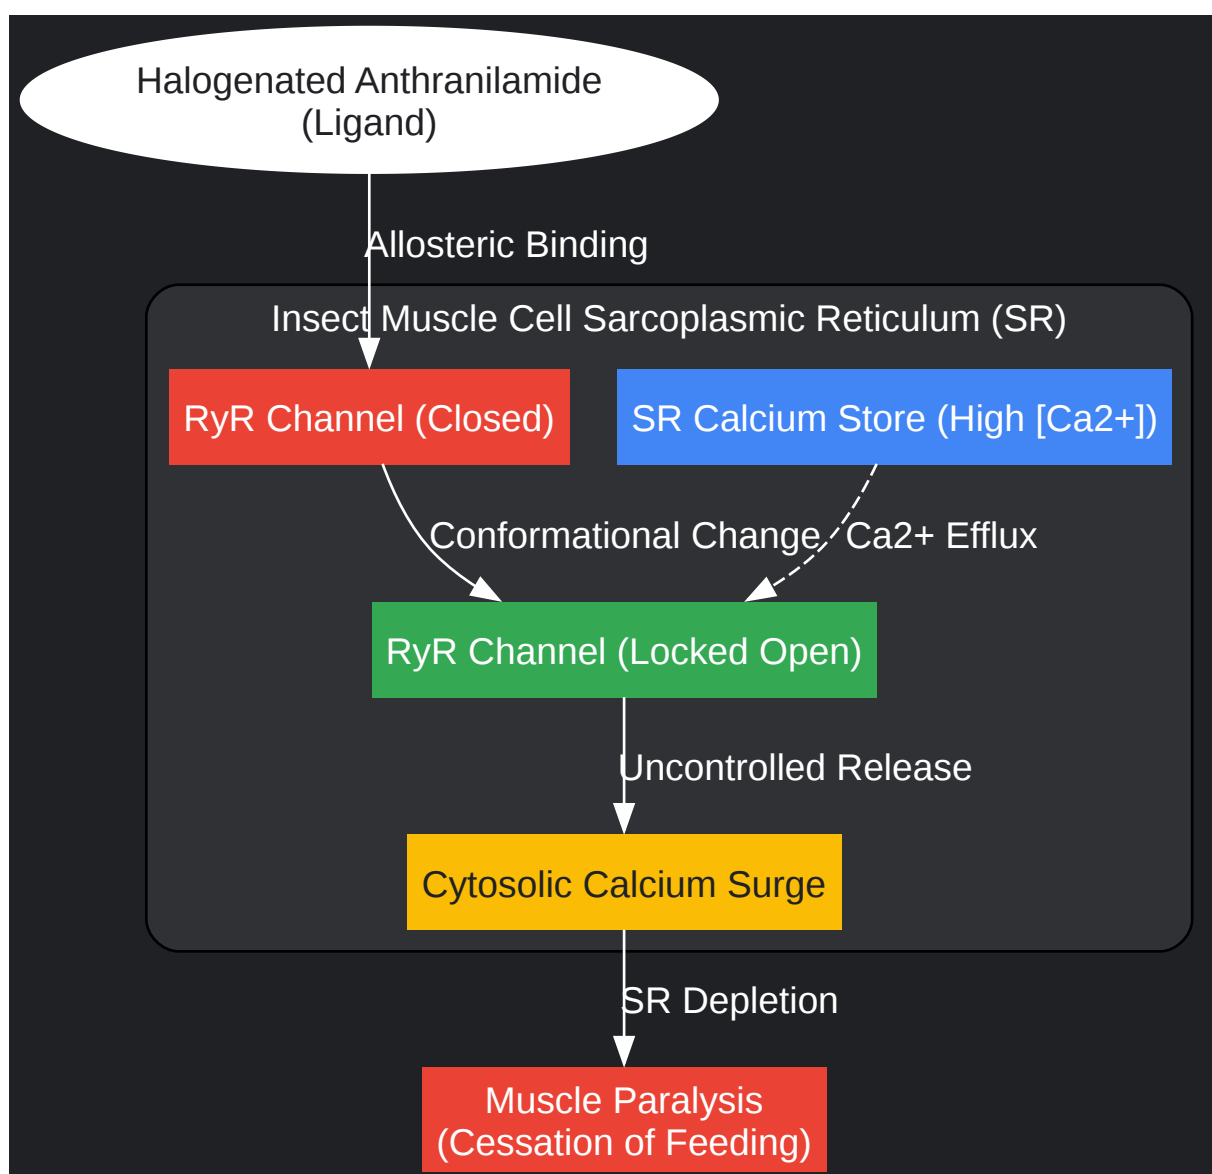 Halogenated Anthranilamide
(Ligand)
Allosteric Binding
Insect Muscle Cell Sarcoplasmic Reticulum (SR)
RyR Channel (Closed)
SR Calcium Store (High [Ca2+])
Conformational Change
Ca2+ Efflux
RyR Channel (Locked Open)
Uncontrolled Release
Cytosolic Calcium Surge
SR Depletion
Muscle Paralysis
(Cessation of Feeding)